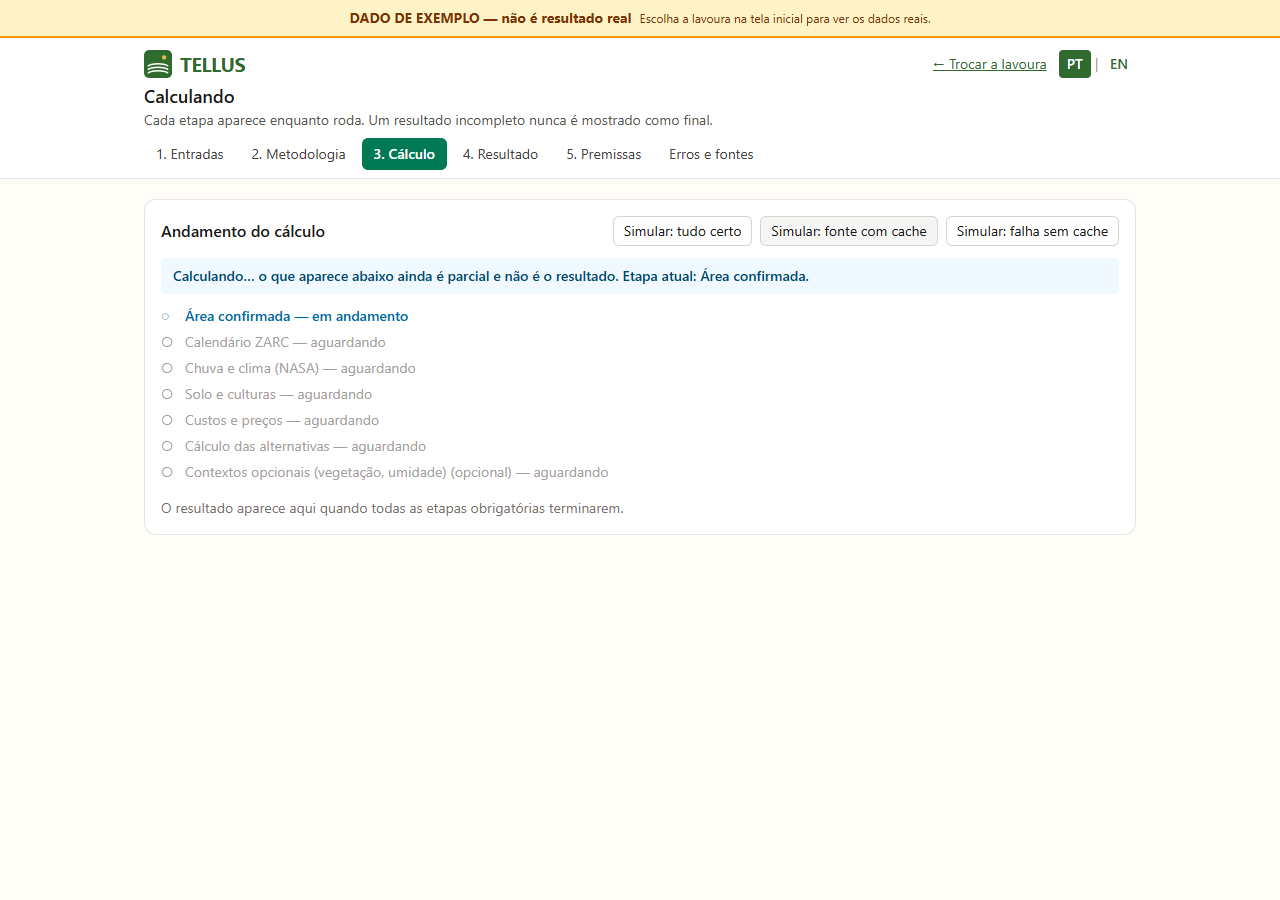 DADO DE EXEMPLO — não é resultado real Escolha a lavoura na tela inicial para ver os dados reais.
TELLUS
← Trocar a lavoura PT | EN
Calculando
Cada etapa aparece enquanto roda. Um resultado incompleto nunca é mostrado como final.
1. Entradas 2. Metodologia 3. Cálculo 4. Resultado 5. Premissas Erros e fontes
Andamento do cálculo
Simular: tudo certo Simular: fonte com cache Simular: falha sem cache
Calculando... o que aparece abaixo ainda é parcial e não é o resultado. Etapa atual: Área confirmada.
Área confirmada — em andamento
Calendário ZARC — aguardando
Chuva e clima (NASA) — aguardando
Solo e culturas — aguardando
Custos e preços — aguardando
Cálculo das alternativas — aguardando
Contextos opcionais (vegetação, umidade) (opcional) — aguardando
O resultado aparece aqui quando todas as etapas obrigatórias terminarem.